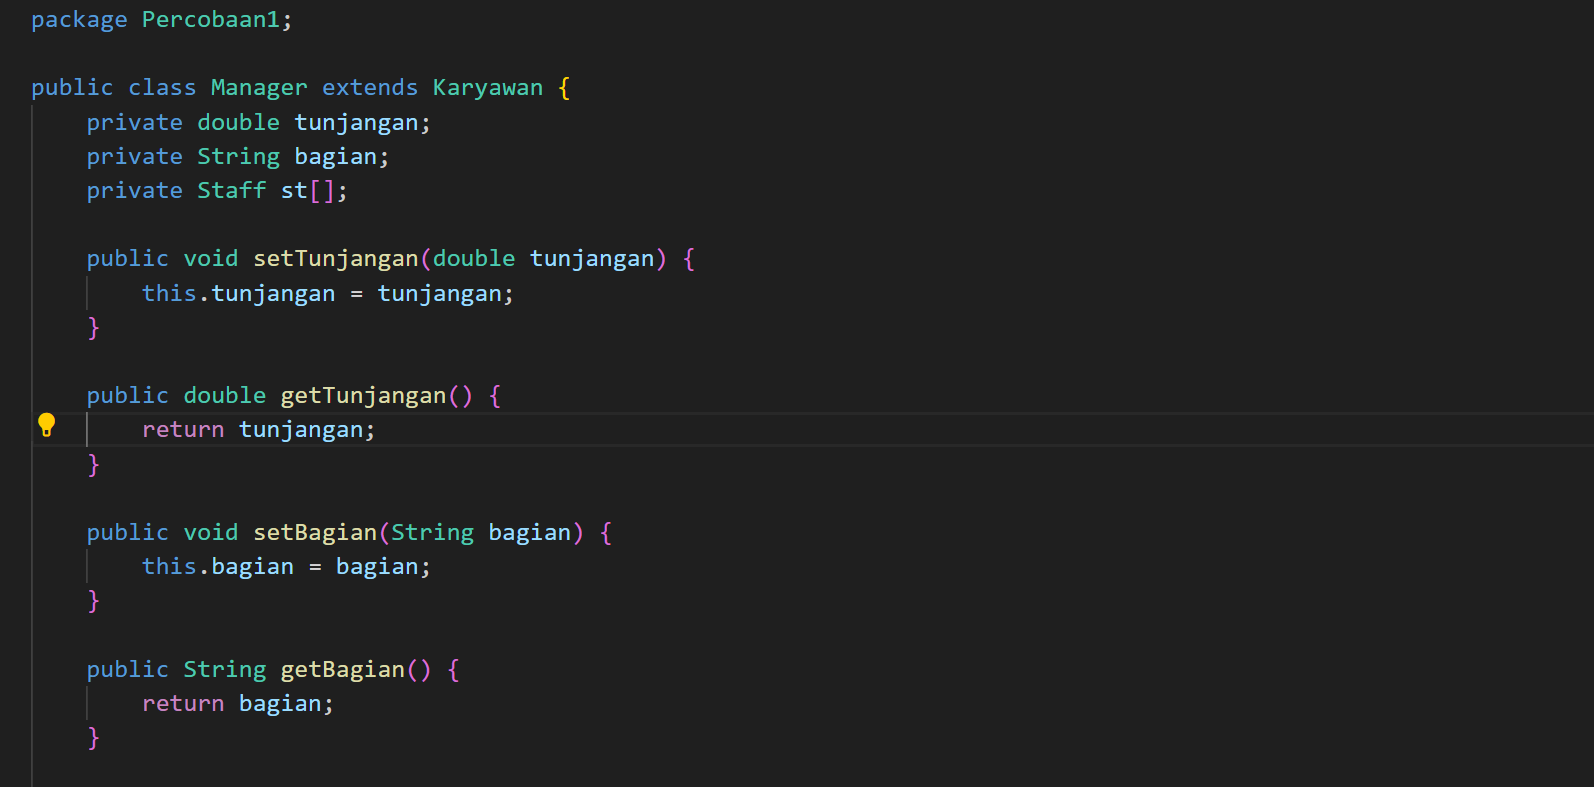 package Percobaan1;
public class Manager extends Karyawan {
private double tunjangan;
private String bagian;
private Staff st[];
public void setTunjangan(double tunjangan) {
this.tunjangan = tunjangan;
}
public double getTunjangan() {
return tunjangan;
}
public void setBagian(String bagian) {
this.bagian = bagian;
}
public String getBagian() {
return bagian;
}